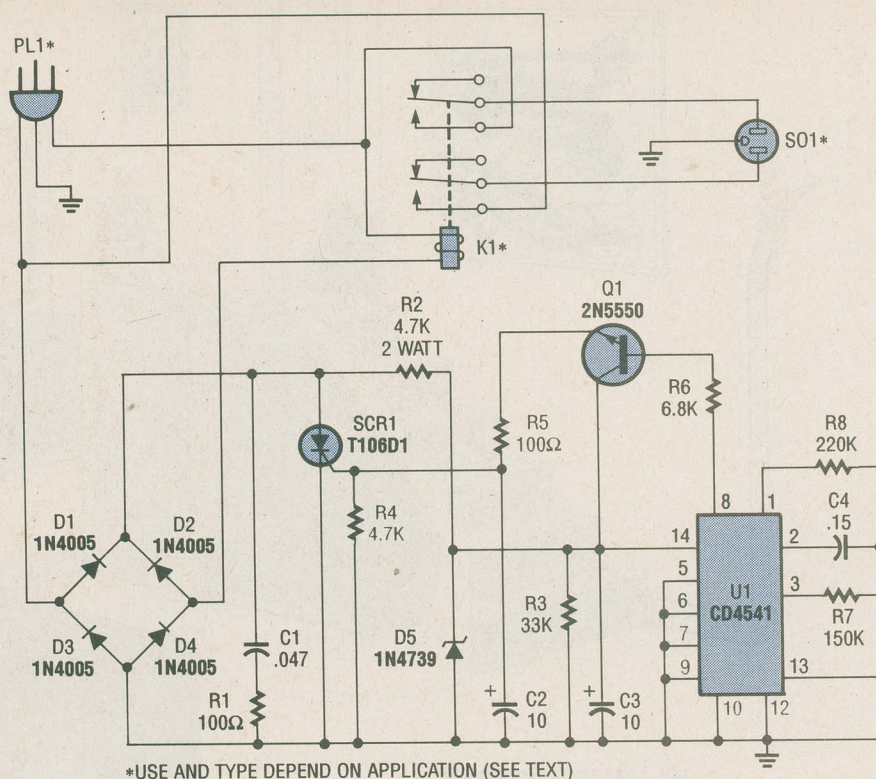 PL1*
SO1*
K1*
Q1
2N5550
R2
4.7K
2 WATT
R6
6.8K
SCR1
T106D1
R5
100Ω
R8
220K
R4
4.7K
C4
.15
D1
1N4005
D2
1N4005
8
1
14
2
5
6
3
7
9
13
10
12
U1
CD4541
R7
150K
R3
33K
D3
1N4005
D4
1N4005
C1
.047
D5
1N4739
R1
100Ω
+
C2
10
+
C3
10
*USE AND TYPE DEPEND ON APPLICATION (SEE TEXT)